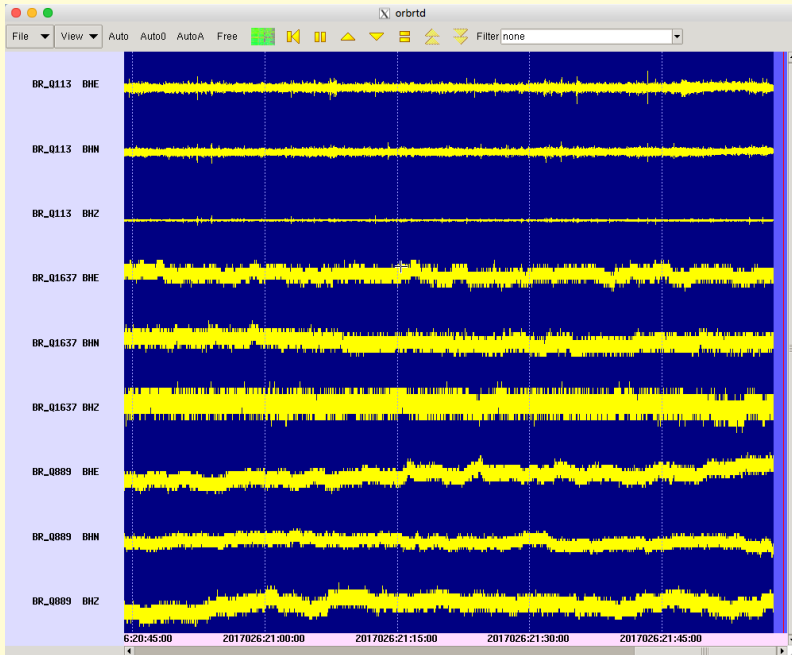 orbrtd
File View Auto Auto0 AutoA Free Filter none
BR_Q113 BHE
BR_Q113 BHN
BR_Q113 BHZ
BR_Q1637 BHE
BR_Q1637 BHN
BR_Q1637 BHZ
BR_Q889 BHE
BR_Q889 BHN
BR_Q889 BHZ
6:20:45:00 2017026:21:00:00 2017026:21:15:00 2017026:21:30:00 2017026:21:45:00